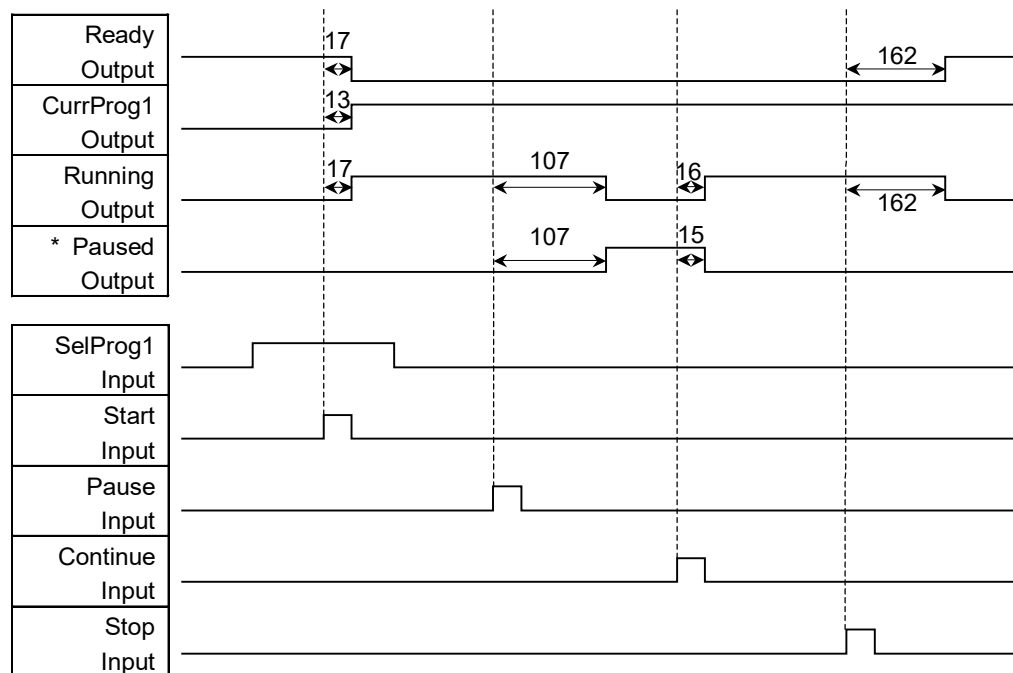 Ready
Output
17
162
CurrProg1
Output
13
Running
Output
17
107
16
162
* Paused
Output
107
15
SelProg1
Input
Start
Input
Pause
Input
Continue
Input
Stop
Input